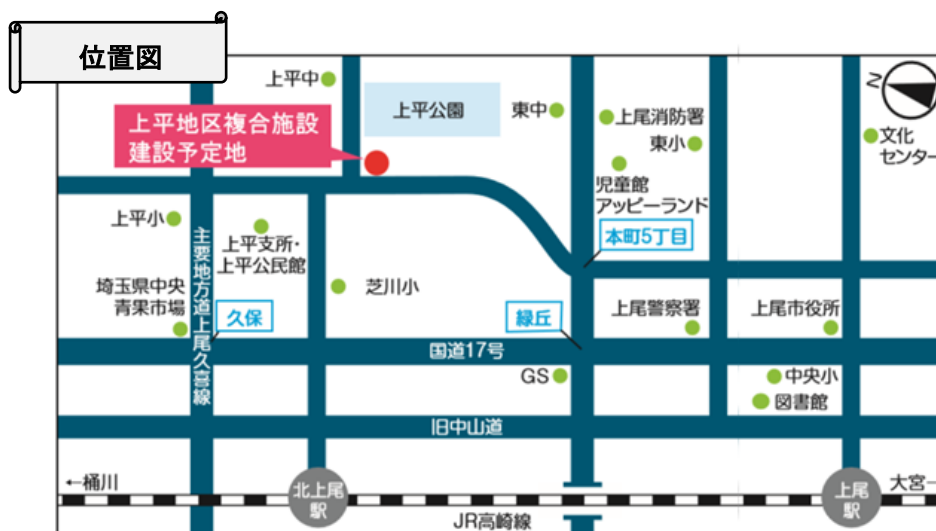 位置図
上平中
上平公園
東中
上尾消防署
東小
N
文化
センター
上平地区複合施設
建設予定地
児童館
アッピーランド
上平小
上平支所・
上平公民館
主要地方道上尾久喜線
本町5丁目
埼玉県中央
青果市場
芝川小
久保
緑丘
上尾警察署
上尾市役所
国道17号
GS
中央小
図書館
旧中山道
←桶川
北上尾
駅
上尾
駅
大宮→
JR高崎線